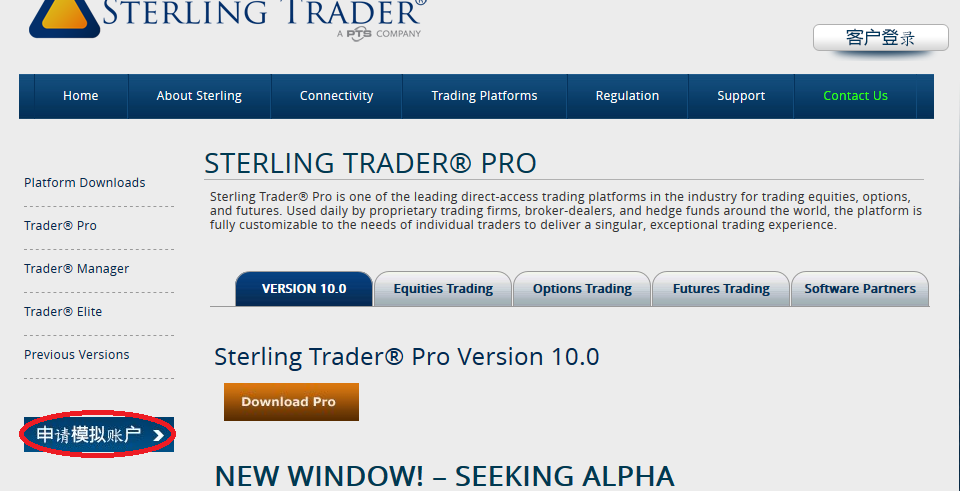 STERLING TRADER®
A PTS COMPANY
客户登录
Home About Sterling Connectivity Trading Platforms Regulation Support Contact Us
Platform Downloads
Trader® Pro
Trader® Manager
Trader® Elite
Previous Versions
申请模拟账户
STERLING TRADER® PRO
Sterling Trader® Pro is one of the leading direct-access trading platforms in the industry for trading equities, options,
and futures. Used daily by proprietary trading firms, broker-dealers, and hedge funds around the world, the platform is
fully customizable to the needs of individual traders to deliver a singular, exceptional trading experience.
VERSION 10.0 Equities Trading Options Trading Futures Trading Software Partners
Sterling Trader® Pro Version 10.0
Download Pro
NEW WINDOW! – SEEKING ALPHA